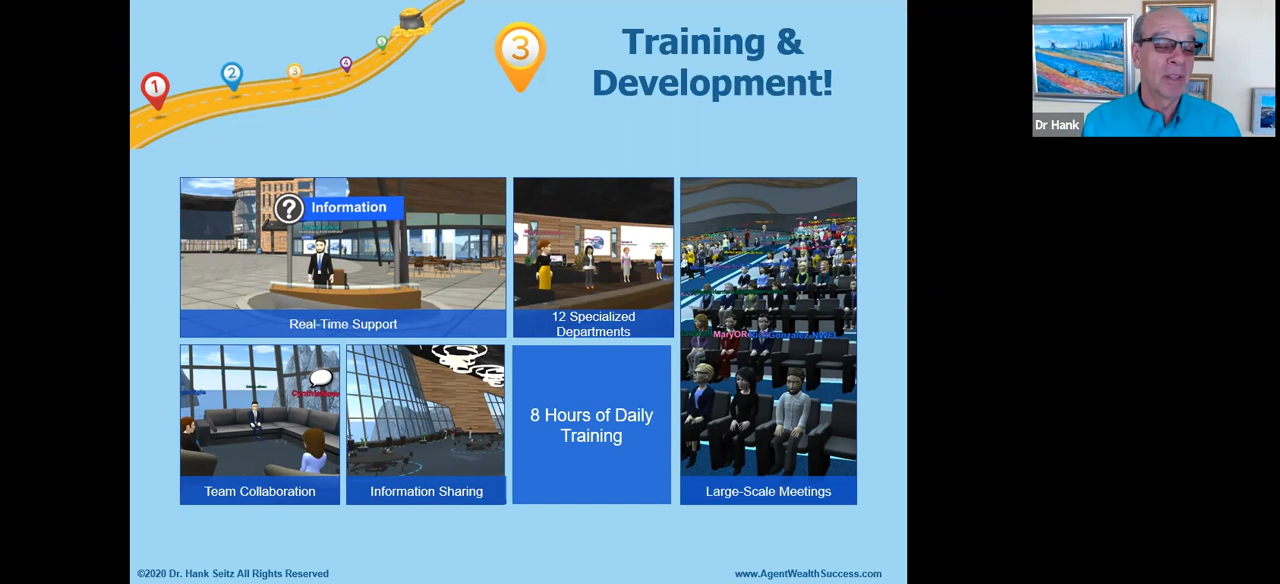 1
2
3
4
5
3
Training &
Development!
Dr Hank
?
Information
Real-Time Support
12 Specialized
Departments
MaryOR
Team Collaboration
Information Sharing
8 Hours of Daily
Training
Large-Scale Meetings
©2020 Dr. Hank Seitz All Rights Reserved
www.AgentWealthSuccess.com